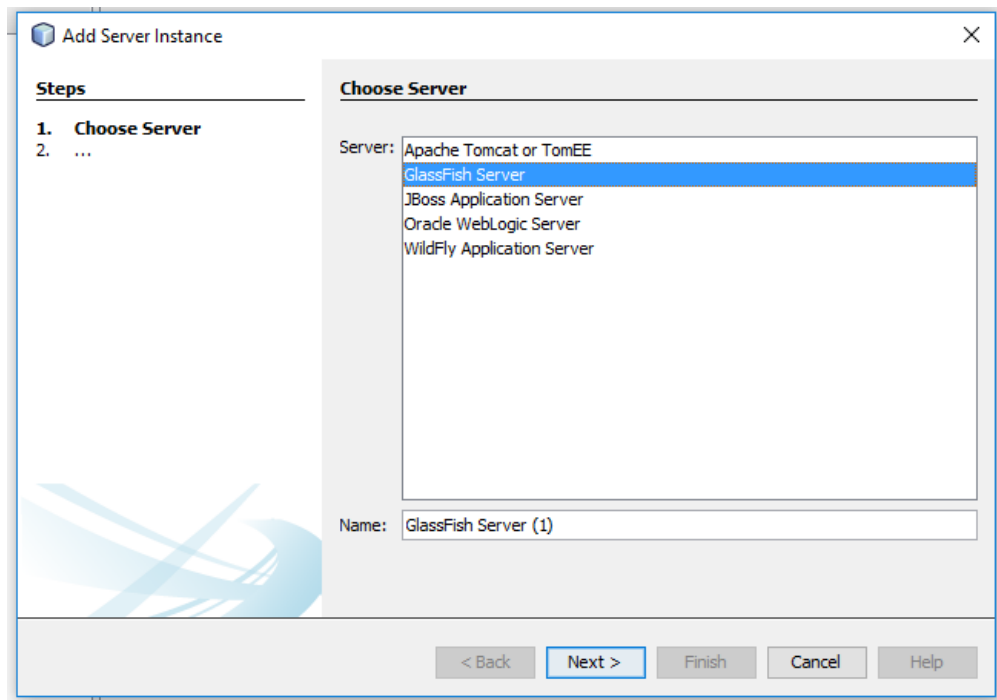 Add Server Instance
Steps
1. Choose Server
2. ...
Choose Server
Server:
Apache Tomcat or TomEE
GlassFish Server
JBoss Application Server
Oracle WebLogic Server
WildFly Application Server
Name: GlassFish Server (1)
< Back Next > Finish Cancel Help